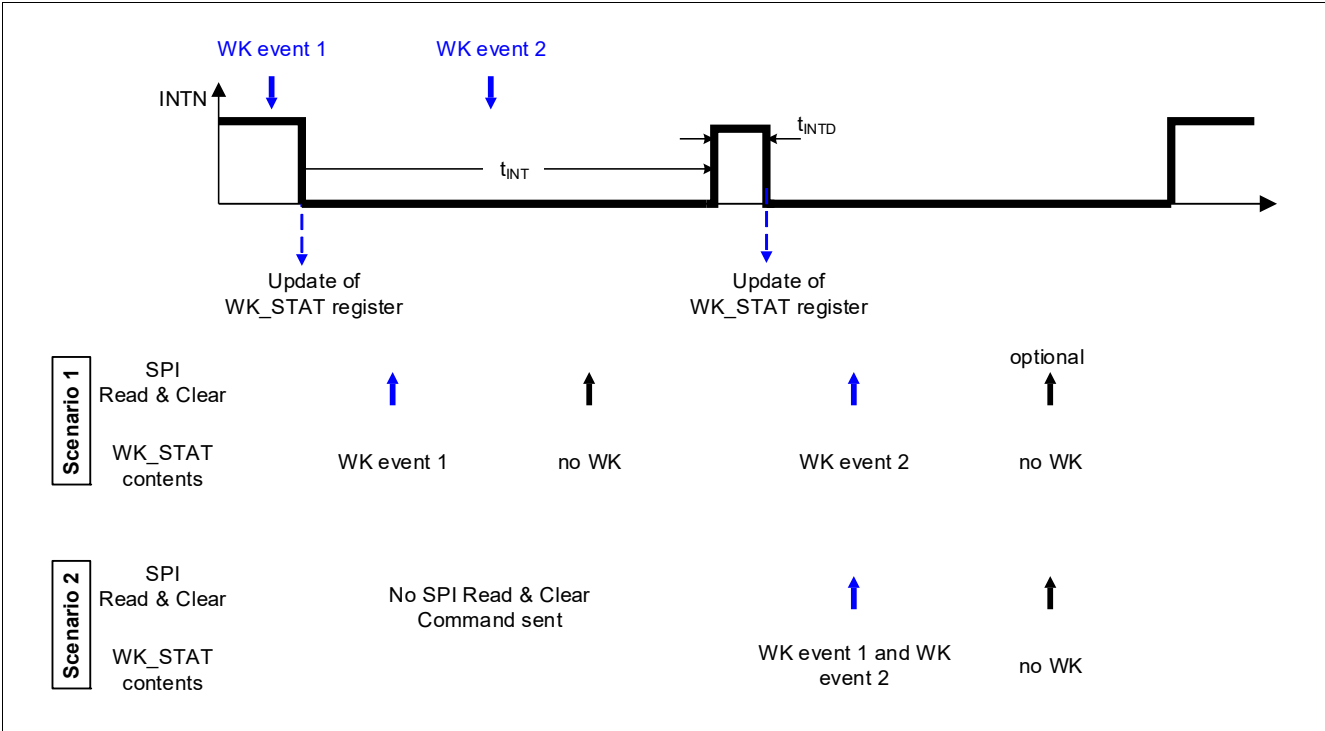 WK event 1
WK event 2
INTN
tINTD
tINT
Update of
WK_STAT register
Update of
WK_STAT register
Scenario 1
SPI
Read & Clear
optional
WK_STAT
contents
WK event 1
no WK
WK event 2
no WK
Scenario 2
SPI
Read & Clear
No SPI Read & Clear
Command sent
WK_STAT
contents
WK event 1 and WK
event 2
no WK